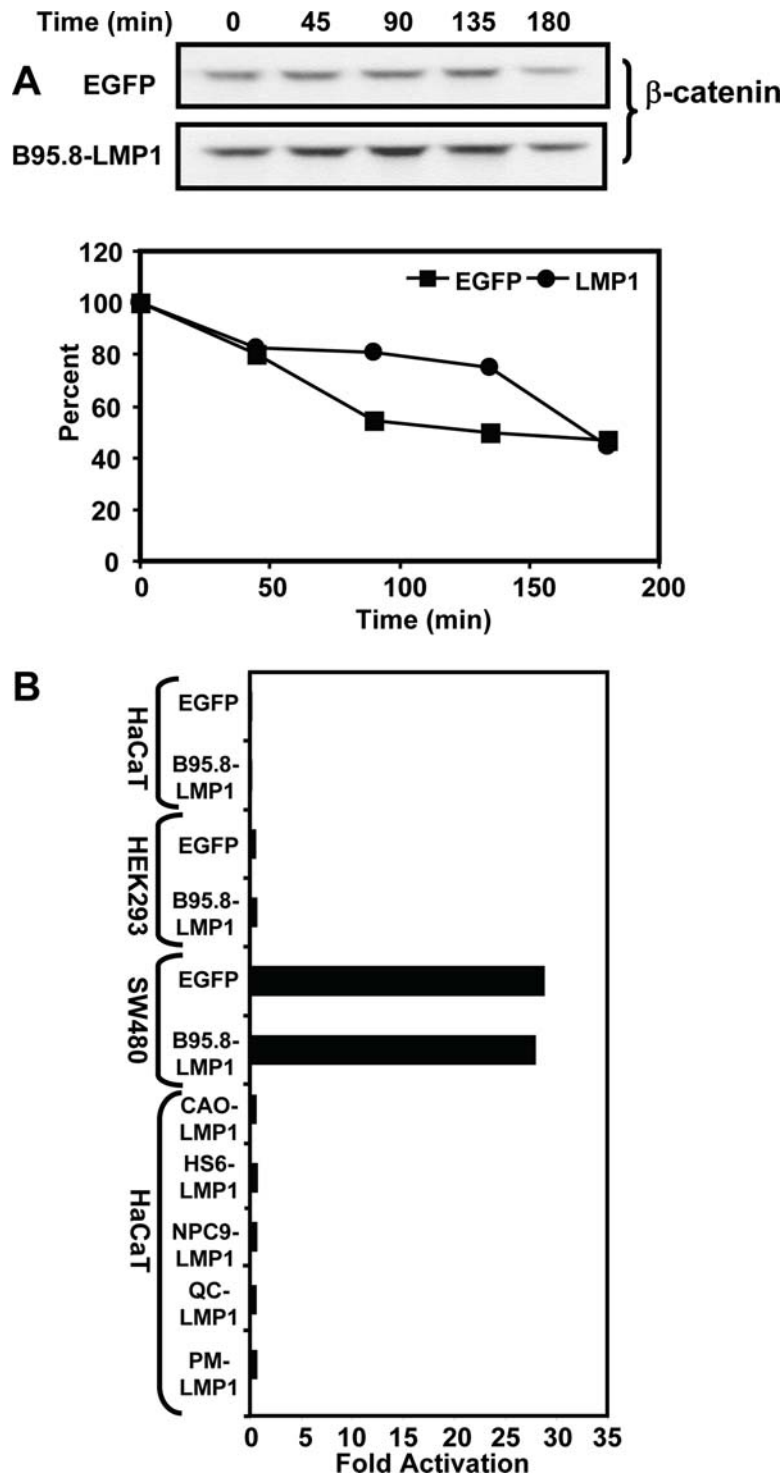 Time (min) 0 45 90 135 180
A
EGFP
B95.8-LMP1
β-catenin
120
100
80
60
40
20
0
Percent
EGFP LMP1
0 50 100 150 200
Time (min)
B
HaCaT
EGFP
B95.8-
LMP1
HEK293
EGFP
B95.8-
LMP1
SW480
EGFP
B95.8-
LMP1
HaCaT
CAO-
LMP1
HS6-
LMP1
NPC9-
LMP1
QC-
LMP1
PM-
LMP1
0 5 10 15 20 25 30 35
Fold Activation